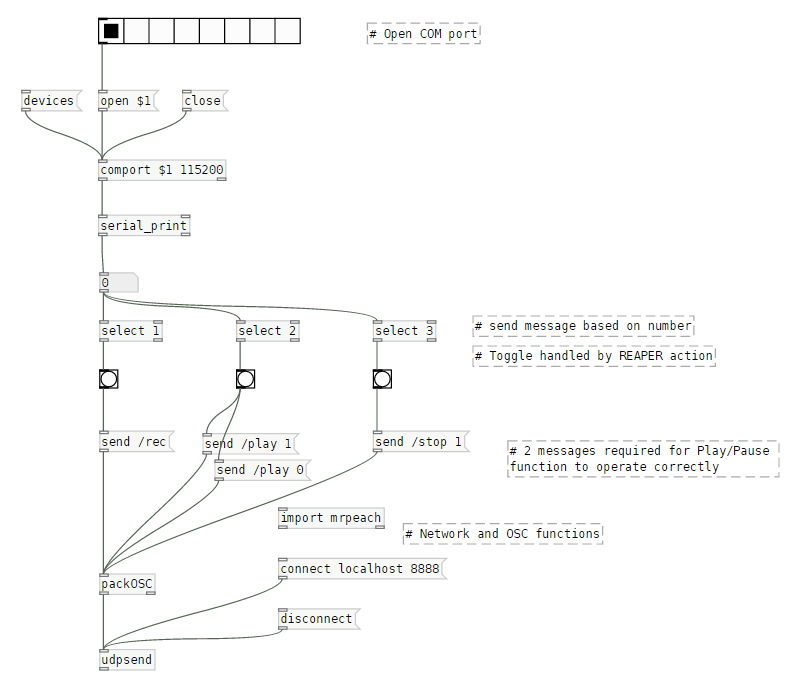 # Open COM port
devices
open $1
close
comport $1 115200
serial_print
0
select 1
select 2
select 3
# send message based on number
# Toggle handled by REAPER action
send /rec
send /play 1
send /stop 1
send /play 0
# 2 messages required for Play/Pause
function to operate correctly
import mrpeach
# Network and OSC functions
connect localhost 8888
packOSC
disconnect
udpsend